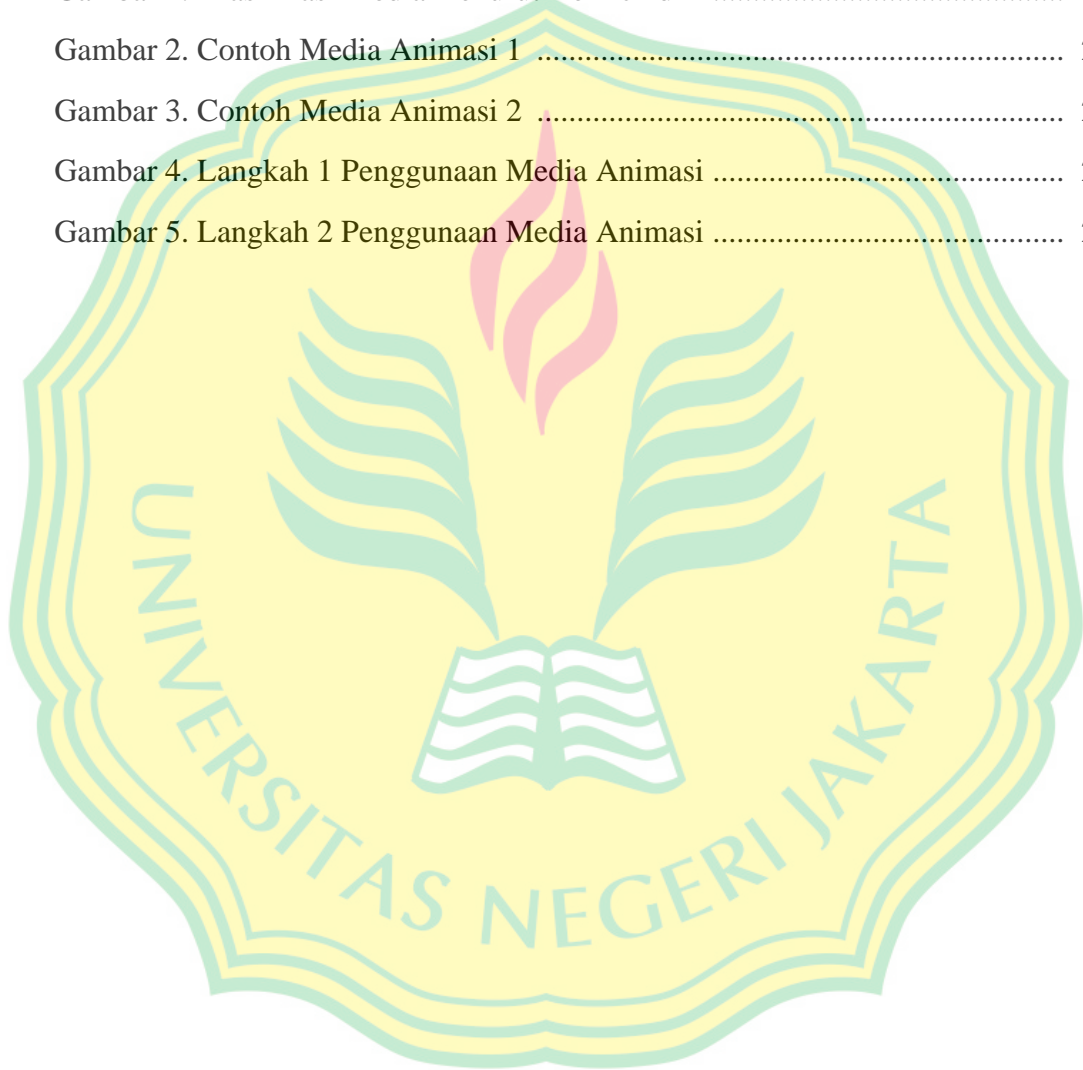 Gambar 2. Contoh Media Animasi 1 ....................................................................
Gambar 3. Contoh Media Animasi 2 ....................................................................
Gambar 4. Langkah 1 Penggunaan Media Animasi .............................................
Gambar 5. Langkah 2 Penggunaan Media Animasi .............................................
UNIVERSITAS NEGERI JAKARTA